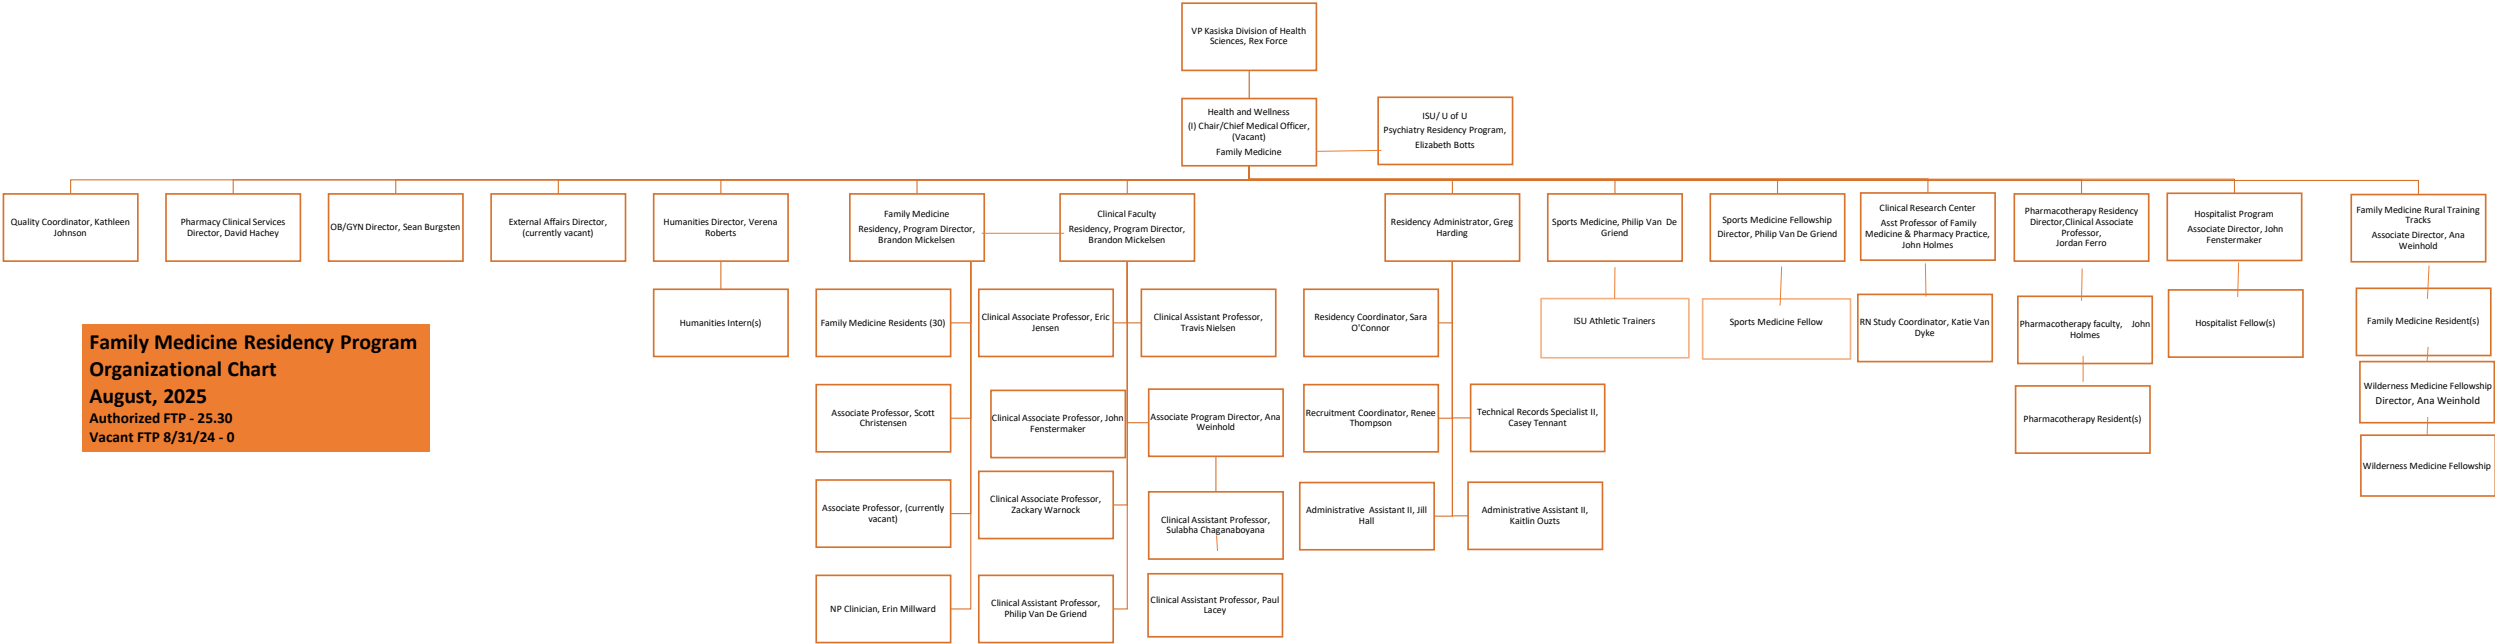 VP Kasiska Division of Health
Sciences, Rex Force
Health and Wellness
(I) Chair/Chief Medical Officer,
(Vacant)
Family Medicine
ISU/ U of U
Psychiatry Residency Program,
Elizabeth Botts
Quality Coordinator, Kathleen
Johnson
Pharmacy Clinical Services
Director, David Hachey
OB/GYN Director, Sean Burgsten
External Affairs Director,
(currently vacant)
Humanities Director, Verena
Roberts
Family Medicine
Residency, Program Director,
Brandon Mickelsen
Clinical Faculty
Residency, Program Director,
Brandon Mickelsen
Residency Administrator, Greg
Harding
Sports Medicine, Philip Van De
Griend
Sports Medicine Fellowship
Director, Philip Van De Griend
Clinical Research Center
Asst Professor of Family
Medicine & Pharmacy Practice,
John Holmes
Pharmacotherapy Residency
Director,Clinical Associate
Professor,
Jordan Ferro
Hospitalist Program
Associate Director, John
Fenstermaker
Family Medicine Rural Training
Tracks
Associate Director, Ana
Weinhold
Humanities Intern(s)
Family Medicine Residents (30)
Clinical Associate Professor, Eric
Jensen
Clinical Assistant Professor,
Travis Nielsen
Residency Coordinator, Sara
O'Connor
ISU Athletic Trainers
Sports Medicine Fellow
RN Study Coordinator, Katie Van
Dyke
Pharmacotherapy faculty, John
Holmes
Hospitalist Fellow(s)
Family Medicine Resident(s)
Family Medicine Residency Program
Organizational Chart
August, 2025
Authorized FTP - 25.30
Vacant FTP 8/31/24 - 0
Associate Professor, Scott
Christensen
Clinical Associate Professor, John
Fenstermaker
Associate Program Director, Ana
Weinhold
Recruitment Coordinator, Renee
Thompson
Technical Records Specialist II,
Casey Tennant
Pharmacotherapy Resident(s)
Wilderness Medicine Fellowship
Director, Ana Weinhold
Wilderness Medicine Fellowship
Associate Professor, (currently
vacant)
Clinical Associate Professor,
Zackary Warnock
Clinical Assistant Professor,
Sulabha Chaganaboyana
Administrative Assistant II, Jill
Hall
Administrative Assistant II,
Kaitlin Ouzts
NP Clinician, Erin Millward
Clinical Assistant Professor,
Philip Van De Griend
Clinical Assistant Professor, Paul
Lacey